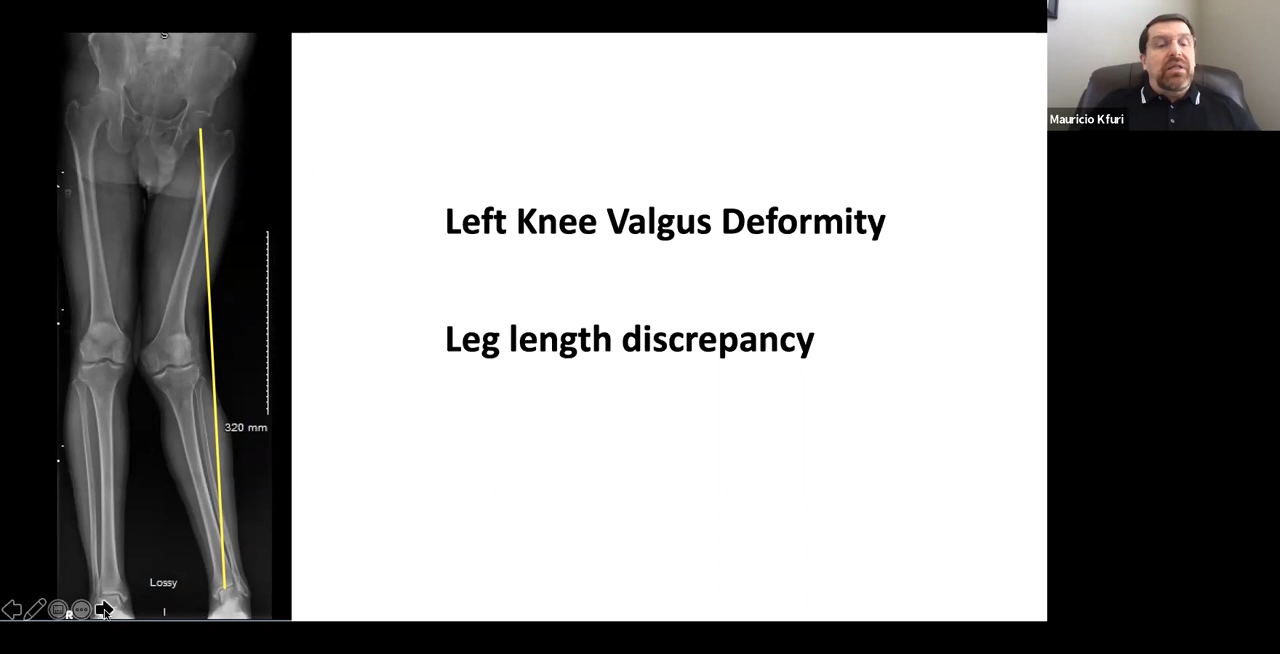 S
320 mm
Lossy
R
I
Left Knee Valgus Deformity
Leg length discrepancy
Mauricio Kfuri